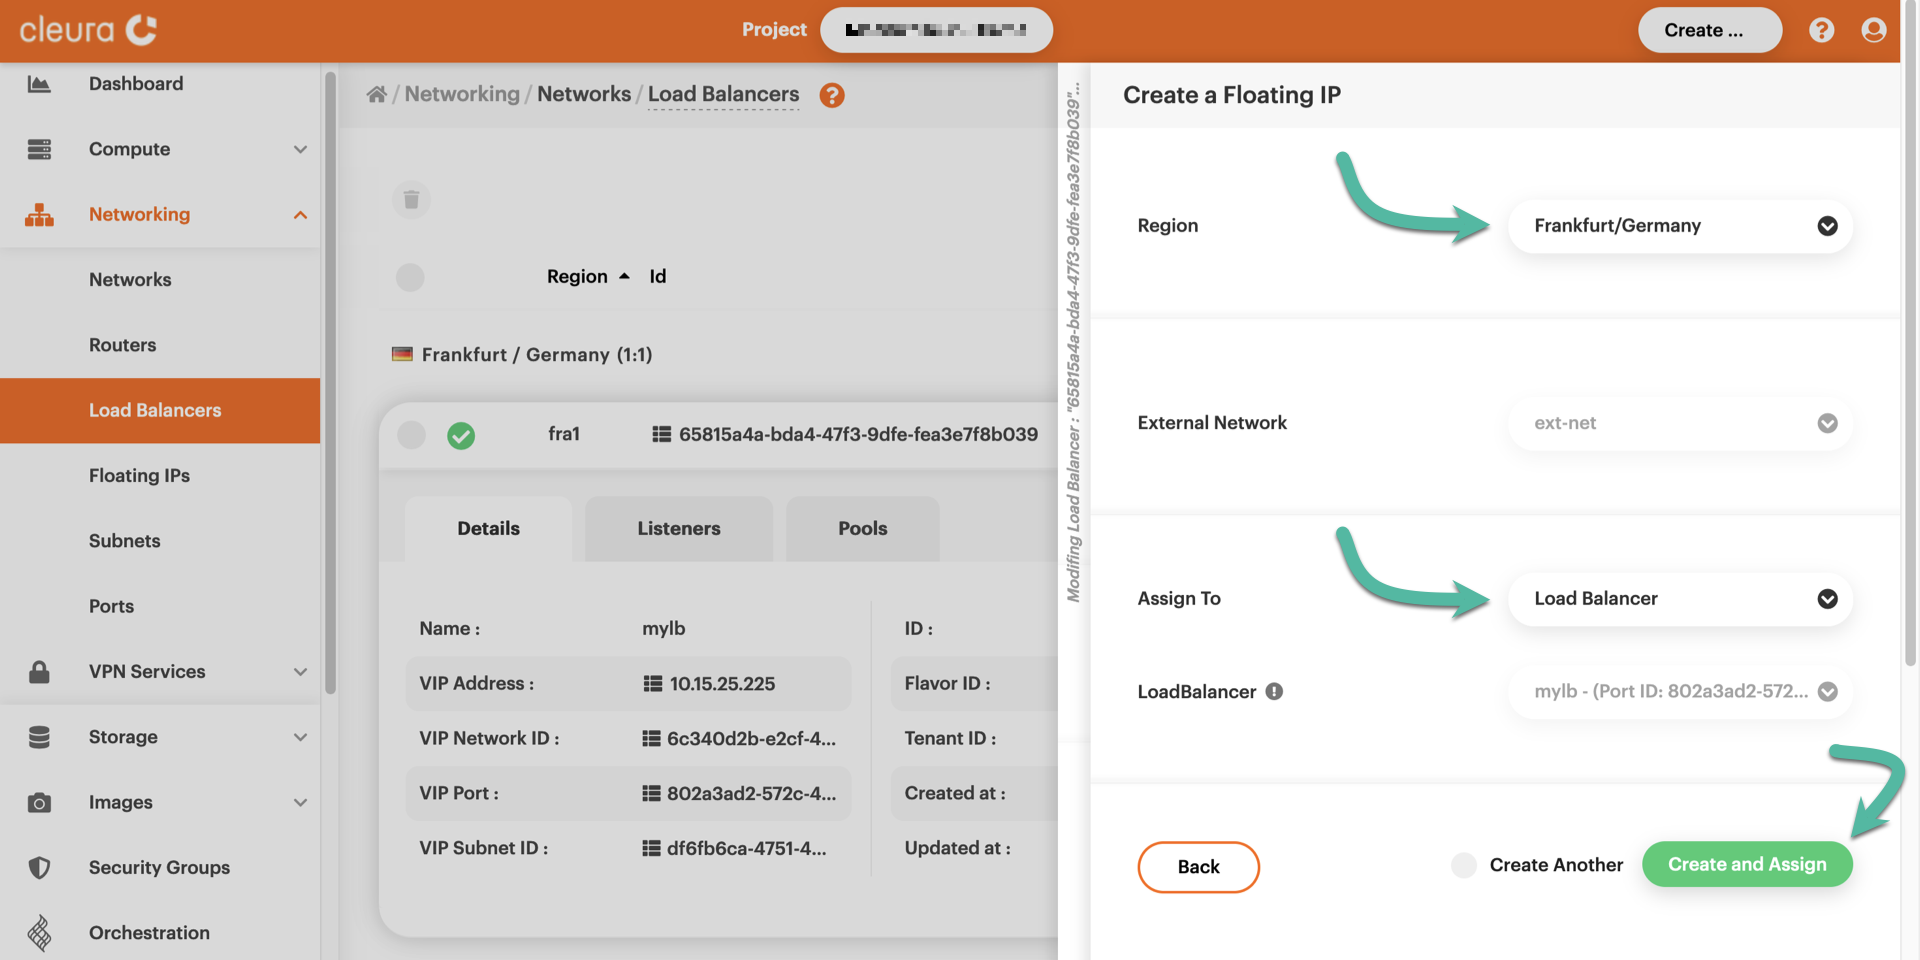 cleura
Project
Create ...
Dashboard
Compute
Networking
Networks
Routers
Load Balancers
Floating IPs
Subnets
Ports
VPN Services
Storage
Images
Security Groups
Orchestration
/ Networking / Networks / Load Balancers
Region Id
Frankfurt / Germany (1:1)
fra1 65815a4a-bda4-47f3-9dfe-fea3e7f8b039
Details Listeners Pools
Name : mylb
VIP Address : 10.15.25.225
VIP Network ID : 6c340d2b-e2cf-4...
VIP Port : 802a3ad2-572c-4...
VIP Subnet ID : df6fb6ca-4751-4...
ID :
Flavor ID :
Tenant ID :
Created at :
Updated at :
Modifing Load Balancer : "65815a4a-bda4-47f3-9dfe-fea3e7f8b039"...
Create a Floating IP
Region Frankfurt/Germany
External Network ext-net
Assign To Load Balancer
LoadBalancer mylb - (Port ID: 802a3ad2-572...
Back Create Another Create and Assign